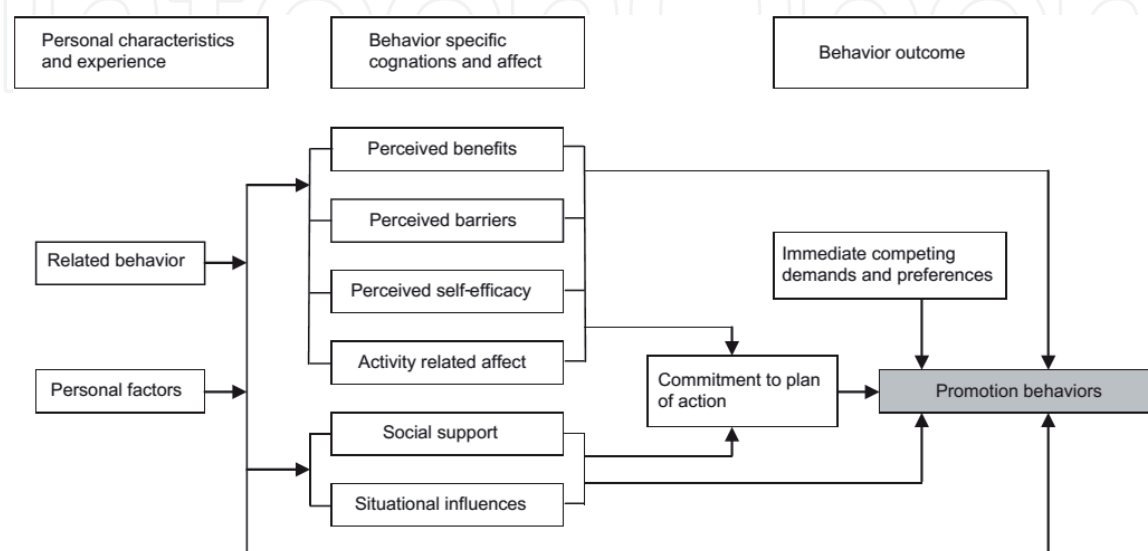 Personal characteristics
and experience
Behavior specific
cognations and affect
Behavior outcome
Perceived benefits
Perceived barriers
Related behavior
Immediate competing
demands and preferences
Perceived self-efficacy
Activity related affect
Personal factors
Commitment to plan
of action
Promotion behaviors
Social support
Situational influences